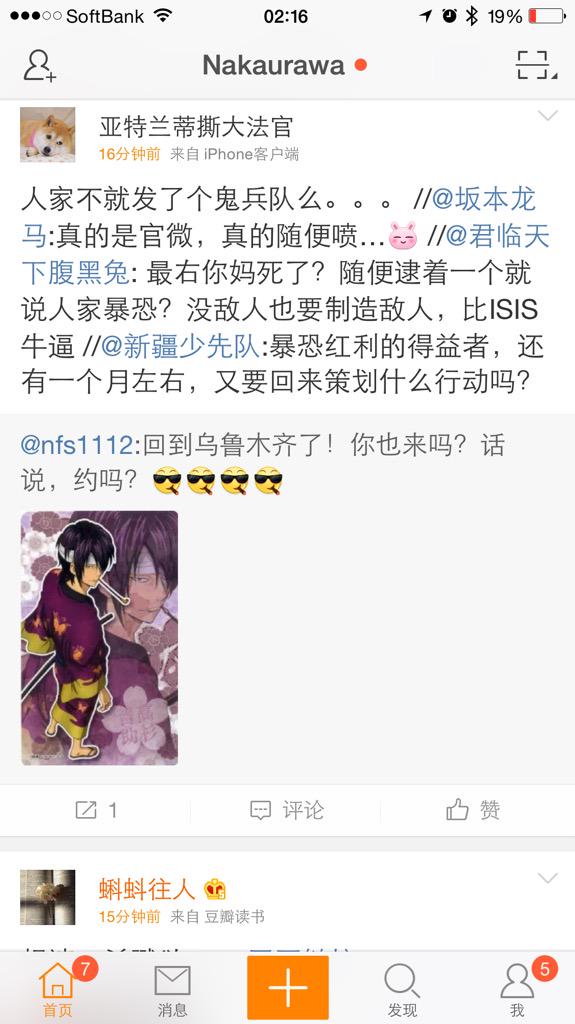 SoftBank 02:16 19%
Nakaurawa
亚特兰蒂撕大法官
16分钟前 来自 iPhone客户端
人家不就发了个鬼兵队么。。。 //@坂本龙
马:真的是官微，真的随便喷... //@君临天
下腹黑兔: 最右你妈死了？随便逮着一个就
说人家暴恐？没敌人也要制造敌人，比ISIS
牛逼 //@新疆少先队:暴恐红利的得益者，还
有一个月左右，又要回来策划什么行动吗？
@nfs1112:回到乌鲁木齐了！你也来吗？话
说，约吗？
1 评论 赞
蝌蚪往人
15分钟前 来自 豆瓣读书
7 5
首页 消息 发现 我